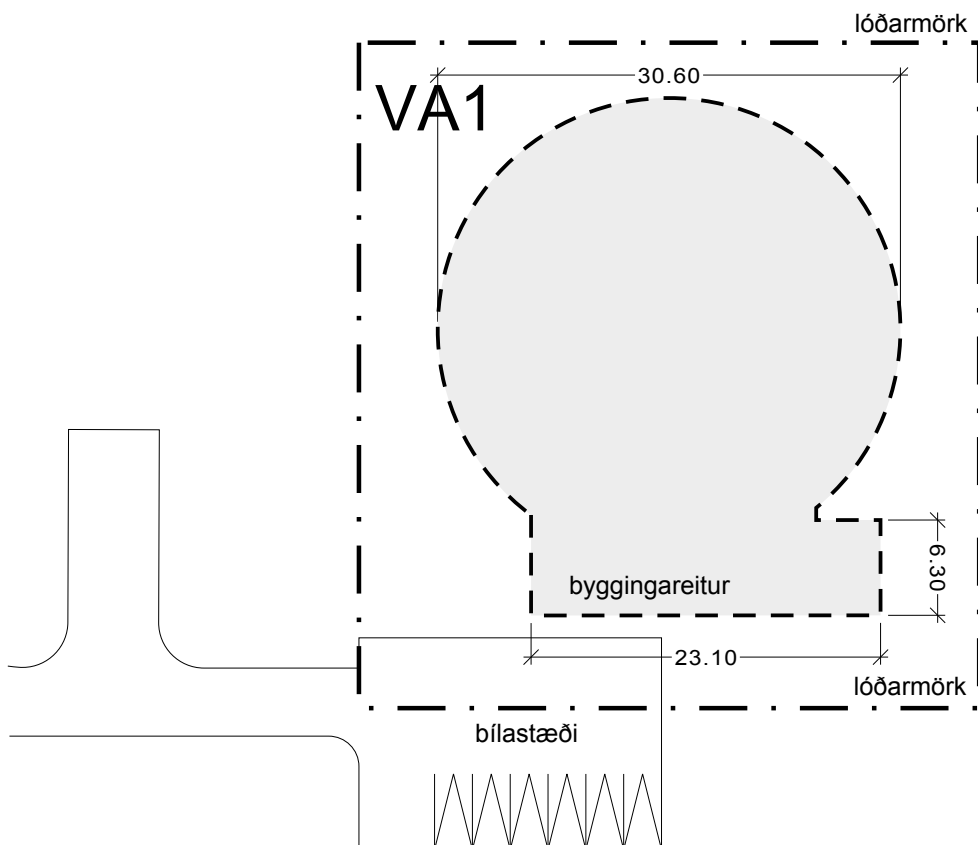 lóðarmörk
30.60
VA1
6.30
byggingareitur
23.10
lóðarmörk
bílastæði